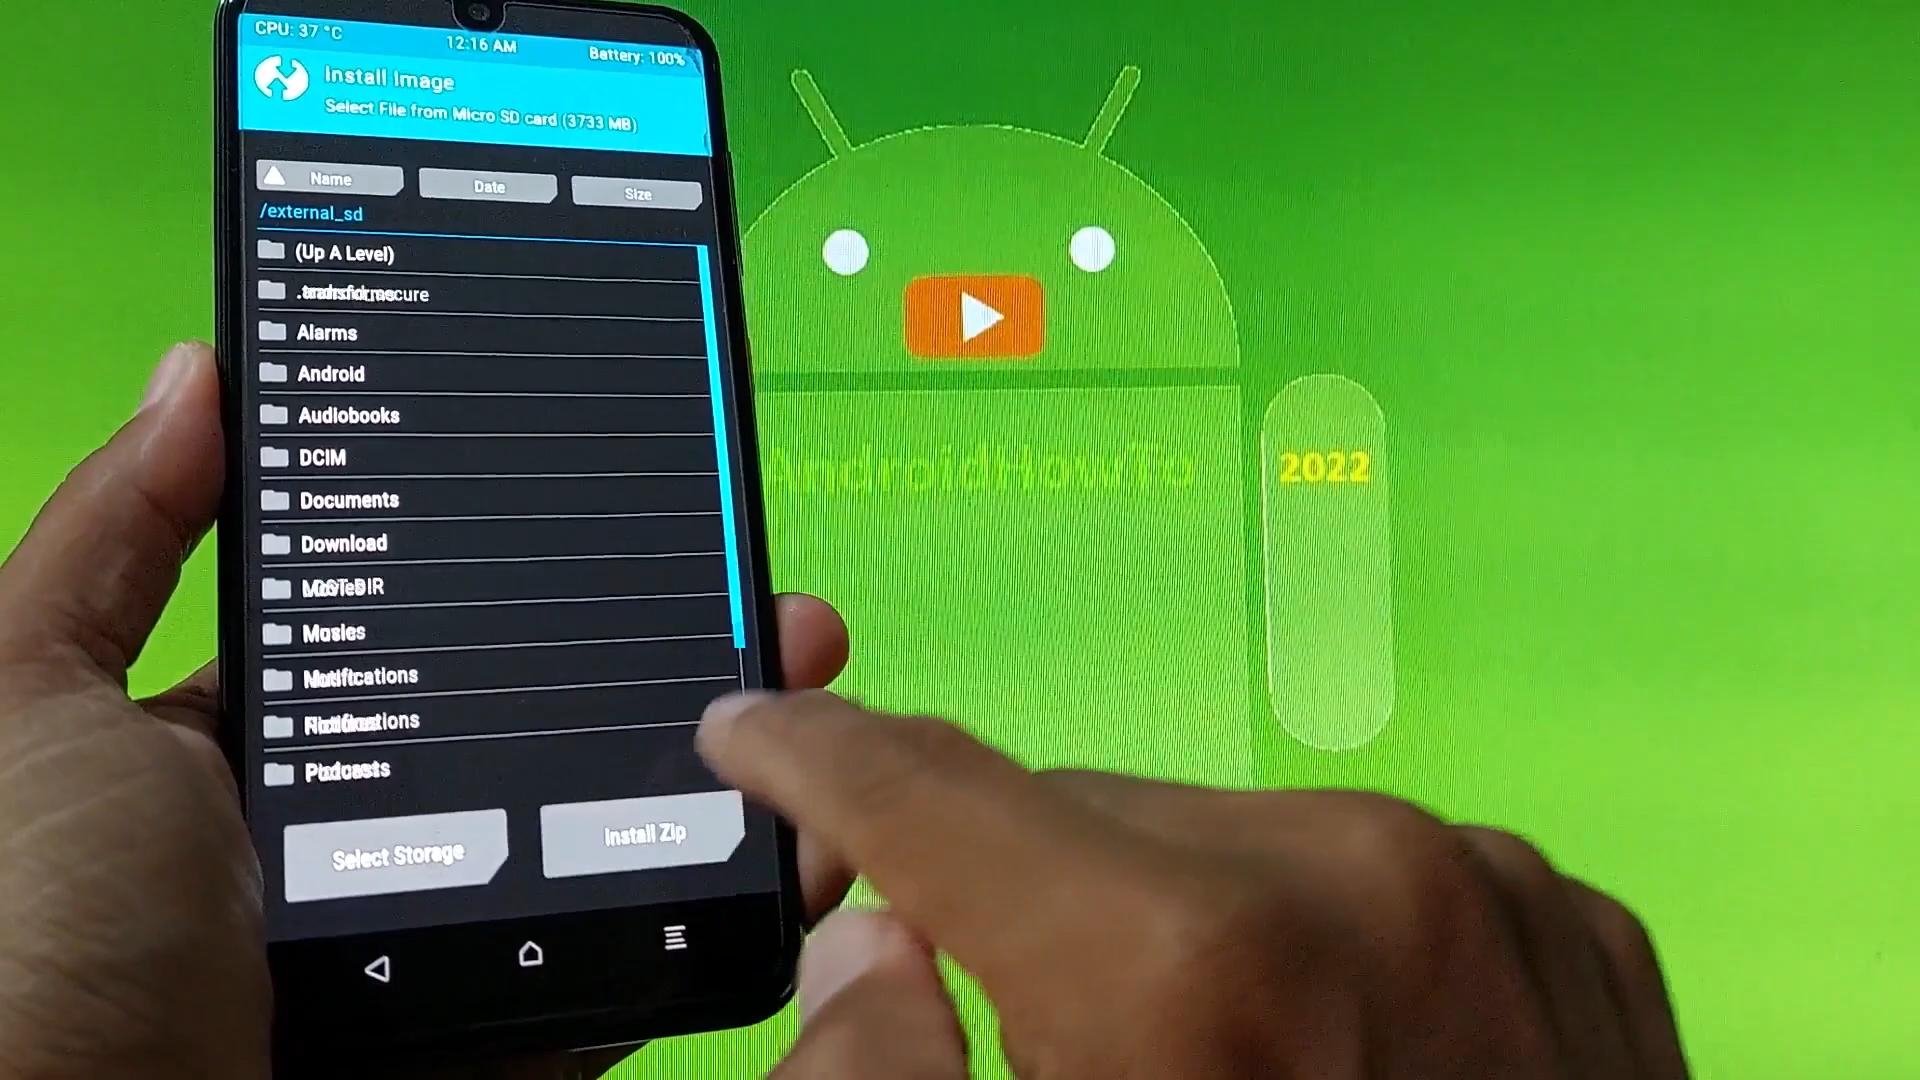 CPU: 37 °C
12:16 AM
Battery: 100%
Install Image
Select File from Micro SD card (3733 MB)
Name
Date
Size
/external_sd
(Up A Level)
Alarms
Android
Audiobooks
DCIM
Documents
Download
Notifications
Podcasts
Select Storage
Install Zip
AndroidHowTo
2022